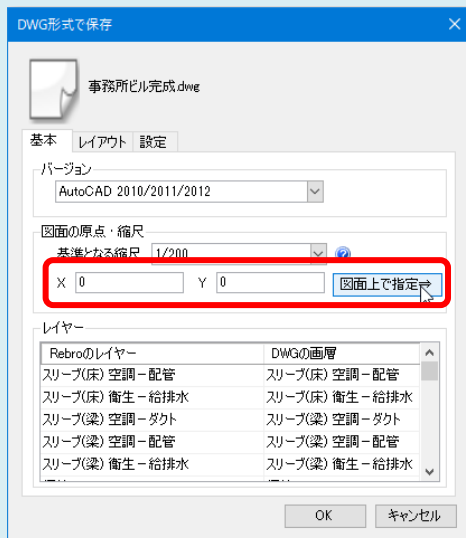 DWG形式で保存
事務所ビル完成.dwg
基本 レイアウト 設定
バージョン
AutoCAD 2010/2011/2012
図面の原点・縮尺
基準となる縮尺 1/200
X 0 Y 0 図面上で指定⇒
レイヤー
Rebroのレイヤー DWGの画層
スリーブ(床) 空調－配管 スリーブ(床) 空調－配管
スリーブ(床) 衛生－給排水 スリーブ(床) 衛生－給排水
スリーブ(梁) 空調－ダクト スリーブ(梁) 空調－ダクト
スリーブ(梁) 空調－配管 スリーブ(梁) 空調－配管
スリーブ(梁) 衛生－給排水 スリーブ(梁) 衛生－給排水
OK キャンセル